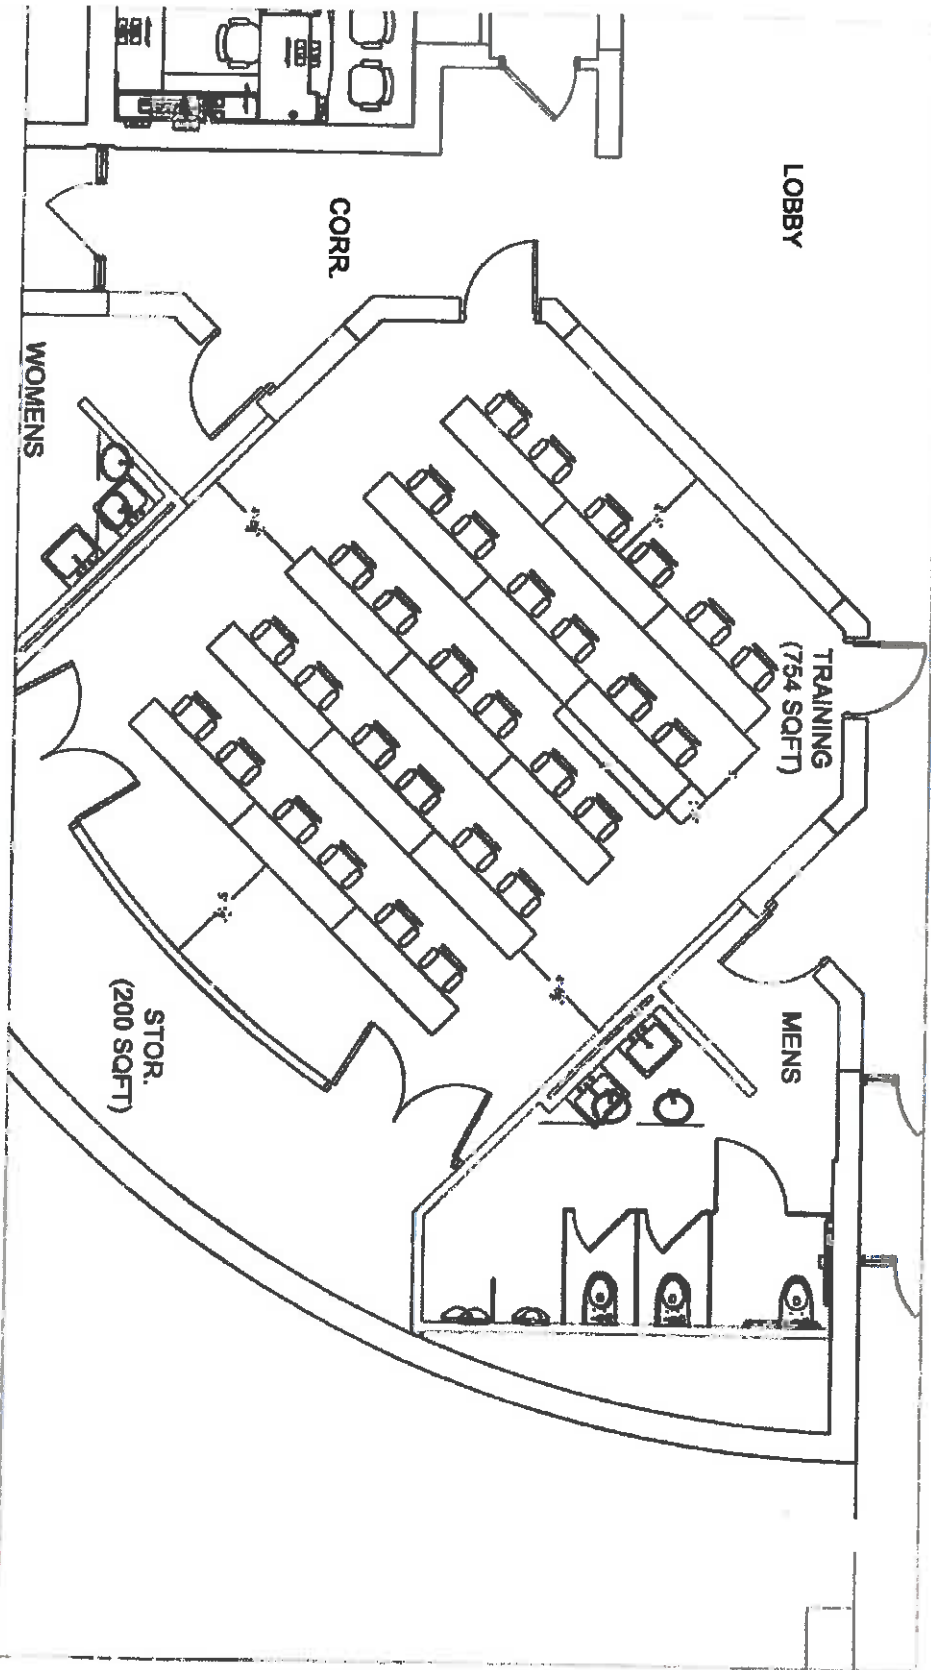 LOBBY
CORR.
TRAINING
(754 SQFT)
WOMENS
MENS
STOR.
(200 SQFT)